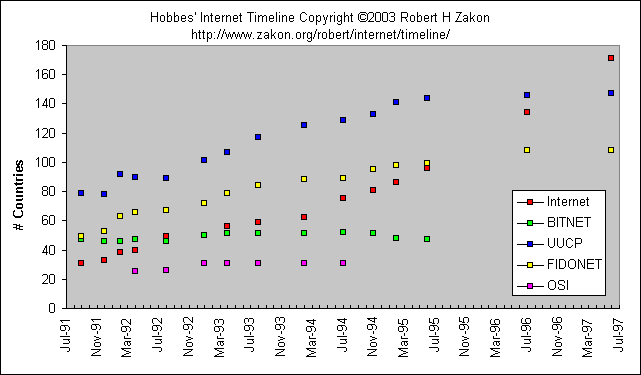 Hobbes' Internet Timeline Copyright ©2003 Robert H Zakon
http://www.zakon.org/robert/internet/timeline/
# Countries
180
160
140
120
100
80
60
40
20
0
Internet
BITNET
UUCP
FIDONET
OSI
Jul-91
Nov-91
Mar-92
Jul-92
Nov-92
Mar-93
Jul-93
Nov-93
Mar-94
Jul-94
Nov-94
Mar-95
Jul-95
Nov-95
Mar-96
Jul-96
Nov-96
Mar-97
Jul-97